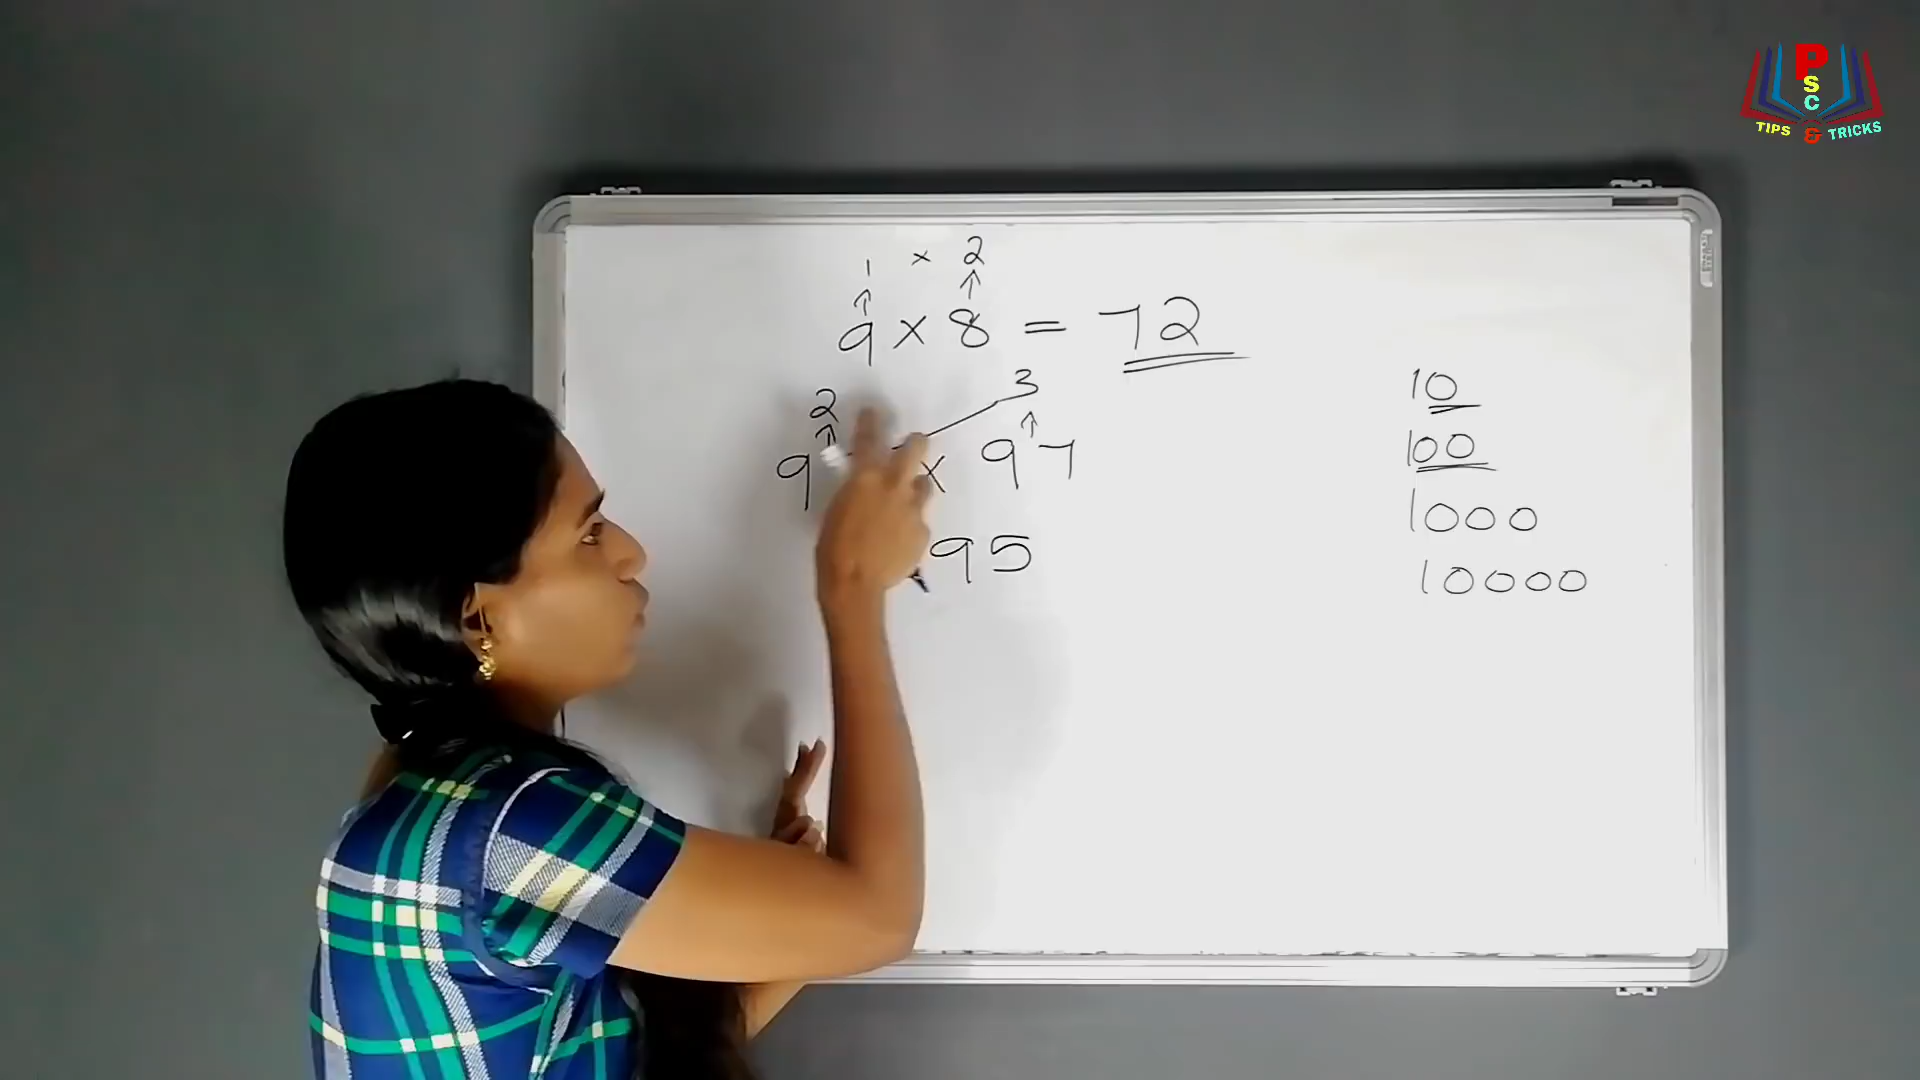 PSC
TIPS & TRICKS
1 × 2
↑ ↑
9 × 8 = 72
2 3
↑ ↑
9 × 97
95
10
100
1000
10000